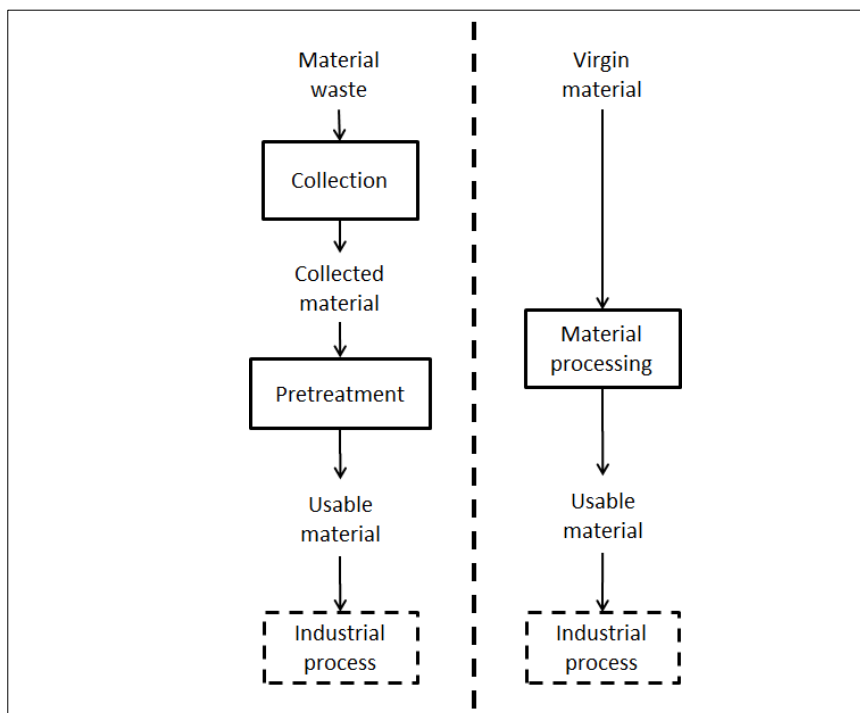 Material
waste
Collection
Collected
material
Pretreatment
Usable
material
Industrial
process
Virgin
material
Material
processing
Usable
material
Industrial
process